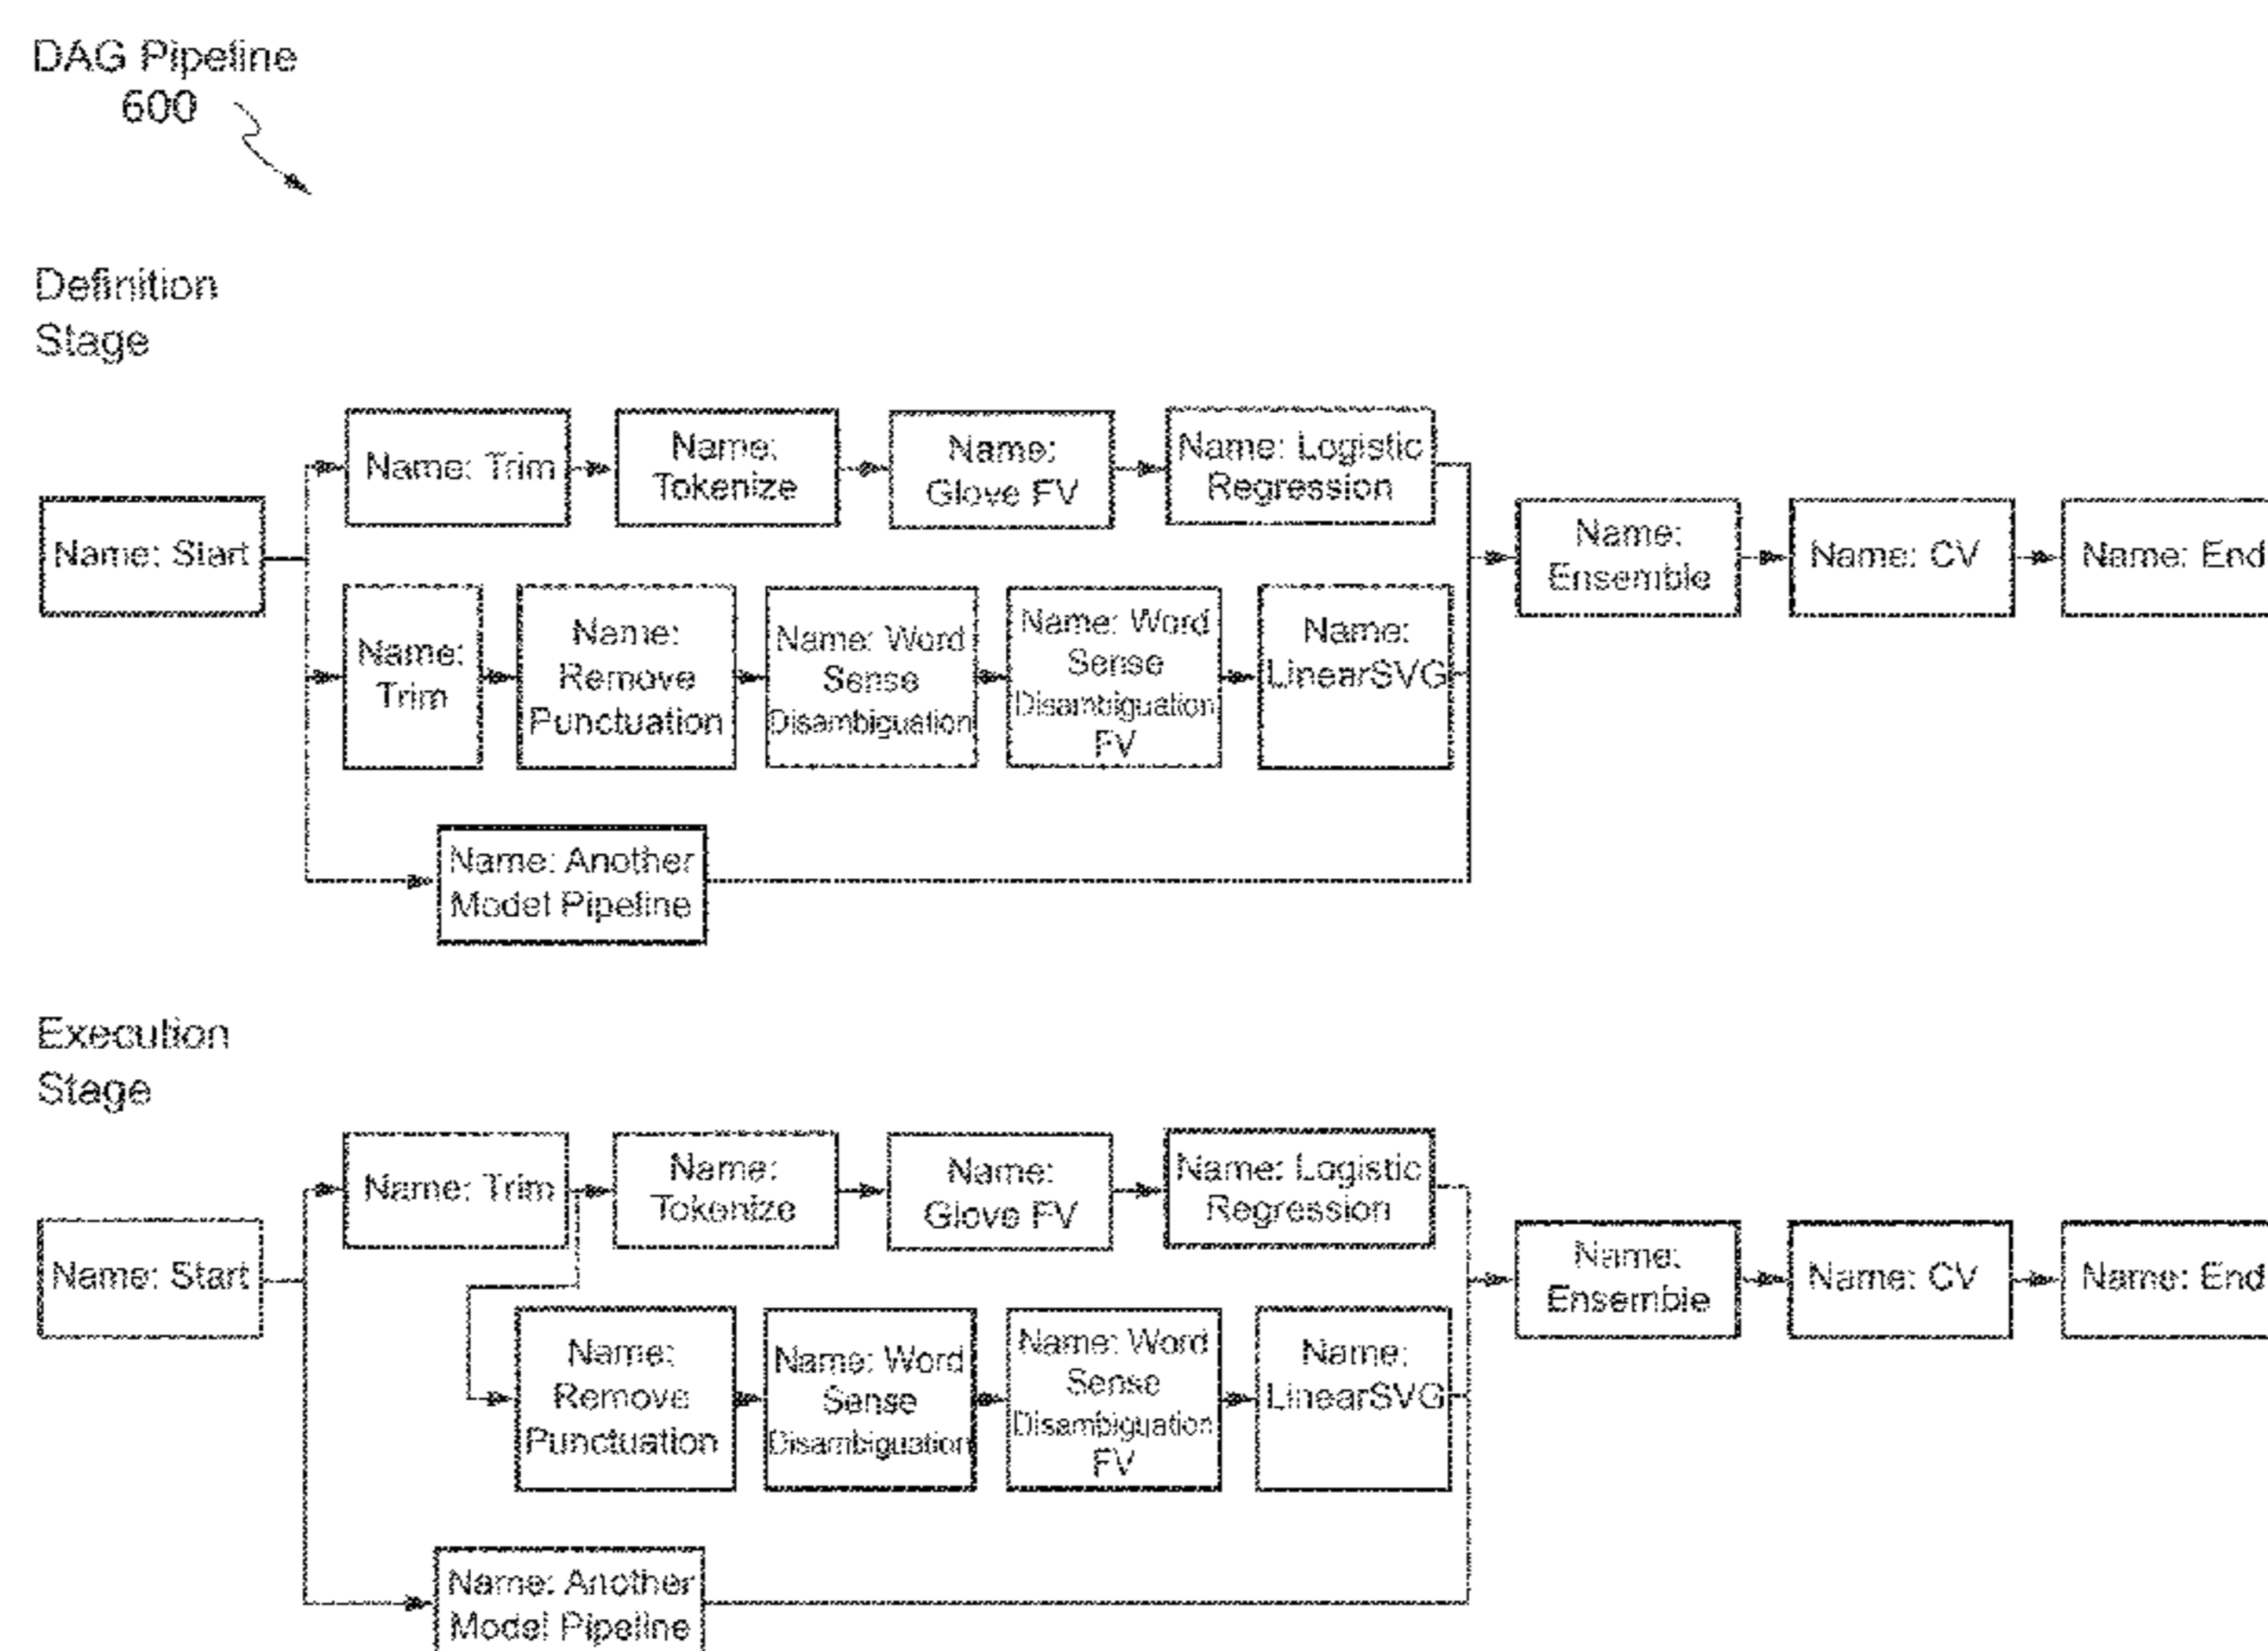 DAG Pipeline
600
Definition
Stage
Name: Start
Name: Trim
Name:
Tokenize
Name:
Glove FV
Name: Logistic
Regression
Name:
Trim
Name:
Remove
Punctuation
Name: Word
Sense
Disambiguation
Name: Word
Sense
Disambiguation
FV
Name:
LinearSVG
Name: Another
Model Pipeline
Name:
Ensemble
Name: CV
Name: End
Execution
Stage
Name: Start
Name: Trim
Name:
Tokenize
Name:
Glove FV
Name: Logistic
Regression
Name:
Remove
Punctuation
Name: Word
Sense
Disambiguation
Name: Word
Sense
Disambiguation
FV
Name:
LinearSVG
Name: Another
Model Pipeline
Name:
Ensemble
Name: CV
Name: End